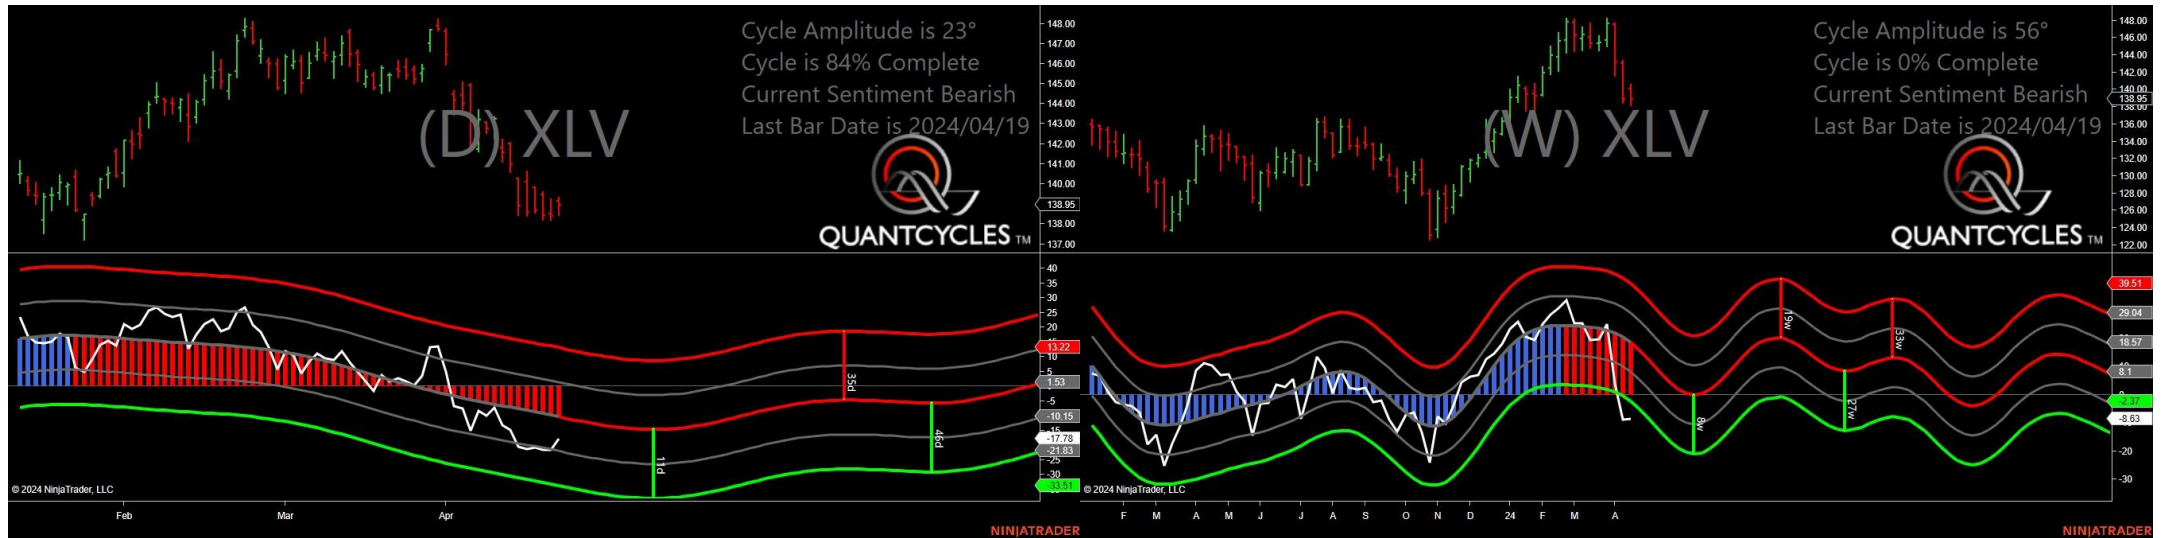 Cycle Amplitude is 23°
Cycle is 84% Complete
Current Sentiment Bearish
Last Bar Date is 2024/04/19
(D) XLV
QUANTCYCLES TM
148.00
147.00
146.00
145.00
144.00
143.00
142.00
141.00
140.00
138.95
138.00
137.00
40
35
30
25
20
13.22
10
5
1.53
-5
-10.15
-15
-17.78
-21.83
-25
-30
-33.51
11d
35d
46d
© 2024 NinjaTrader, LLC
Feb Mar Apr
NINJATRADER
Cycle Amplitude is 56°
Cycle is 0% Complete
Current Sentiment Bearish
Last Bar Date is 2024/04/19
(W) XLV
QUANTCYCLES TM
148.00
146.00
144.00
142.00
140.00
138.95
138.00
136.00
134.00
132.00
130.00
128.00
126.00
124.00
122.00
39.51
29.04
18.57
8.1
-2.37
-8.63
-20
-30
8w
19w
27w
33w
© 2024 NinjaTrader, LLC
F M A M J J A S O N D 24 F M A
NINJATRADER